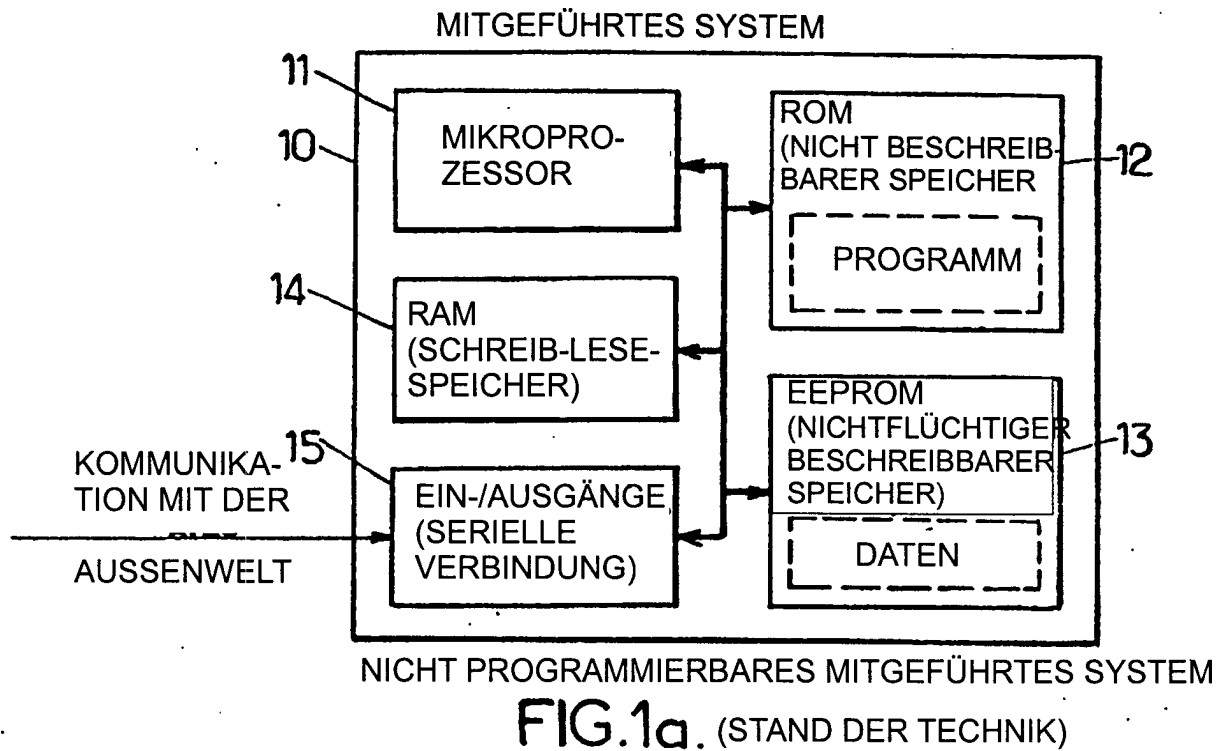 MITGEFÜHRTES SYSTEM
11
MIKROPRO-
ZESSOR
10
ROM
(NICHT BESCHREIB-
BARER SPEICHER
12
PROGRAMM
14
RAM
(SCHREIB-LESE-
SPEICHER)
EEPROM
(NICHTFLÜCHTIGER
BESCHREIBBARER
SPEICHER)
13
DATEN
KOMMUNIKA-
TION MIT DER
AUSSENWELT
15
EIN-/AUSGÄNGE
(SERIELLE
VERBINDUNG)
NICHT PROGRAMMIERBARES MITGEFÜHRTES SYSTEM
FIG.1a. (STAND DER TECHNIK)